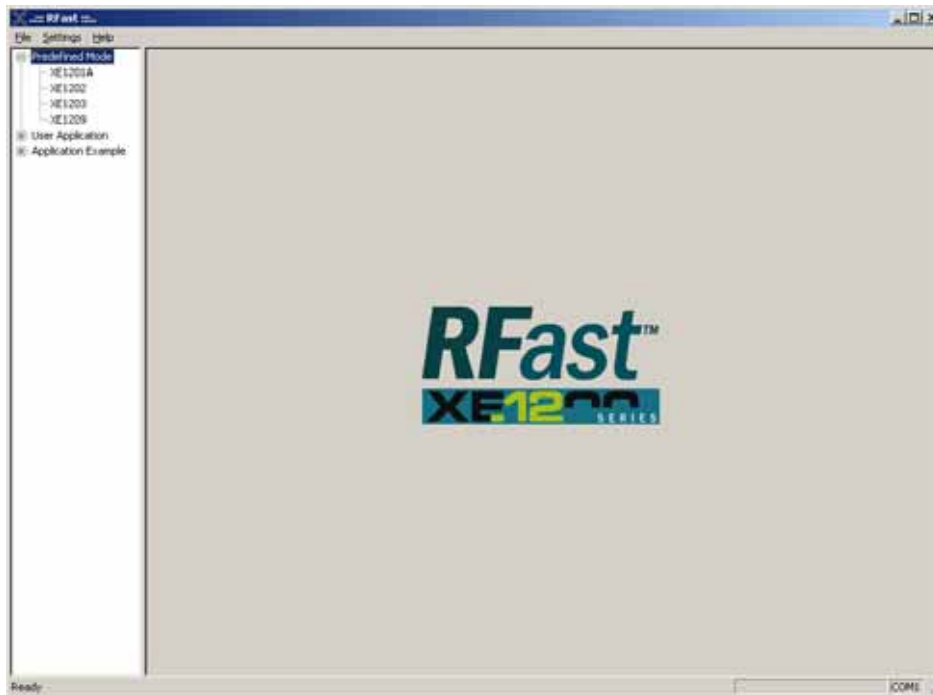 ...:: RFast ::...
File Settings Help
Predefined Mode
XE1201A
XE1202
XE1203
XE1209
User Application
Application Example
RFast™
XE1200
SERIES
Ready
COM1